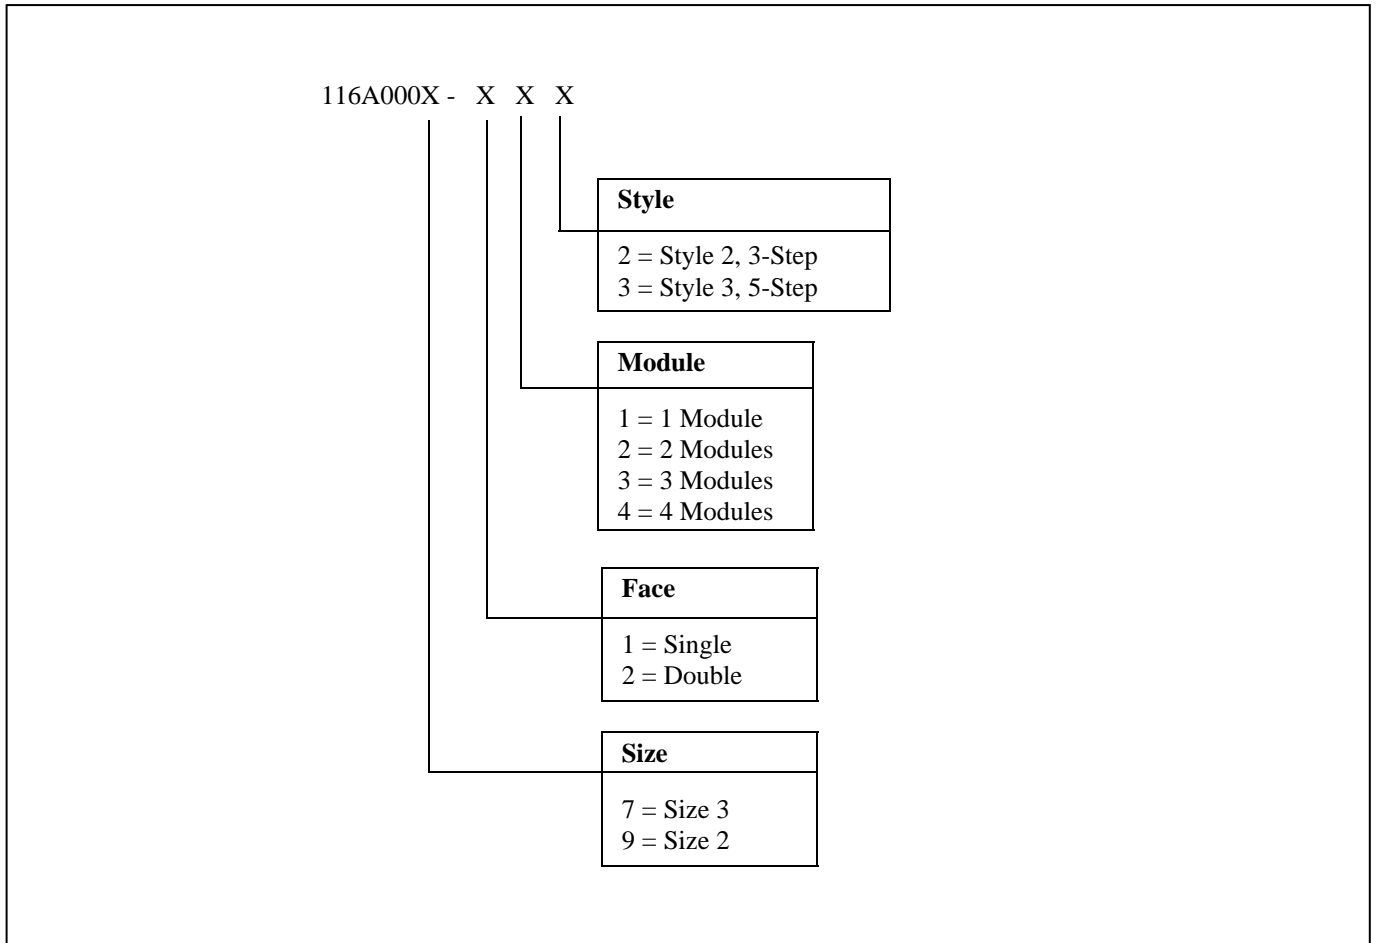 116A000X - X X X
Style
2 = Style 2, 3-Step
3 = Style 3, 5-Step
Module
1 = 1 Module
2 = 2 Modules
3 = 3 Modules
4 = 4 Modules
Face
1 = Single
2 = Double
Size
7 = Size 3
9 = Size 2